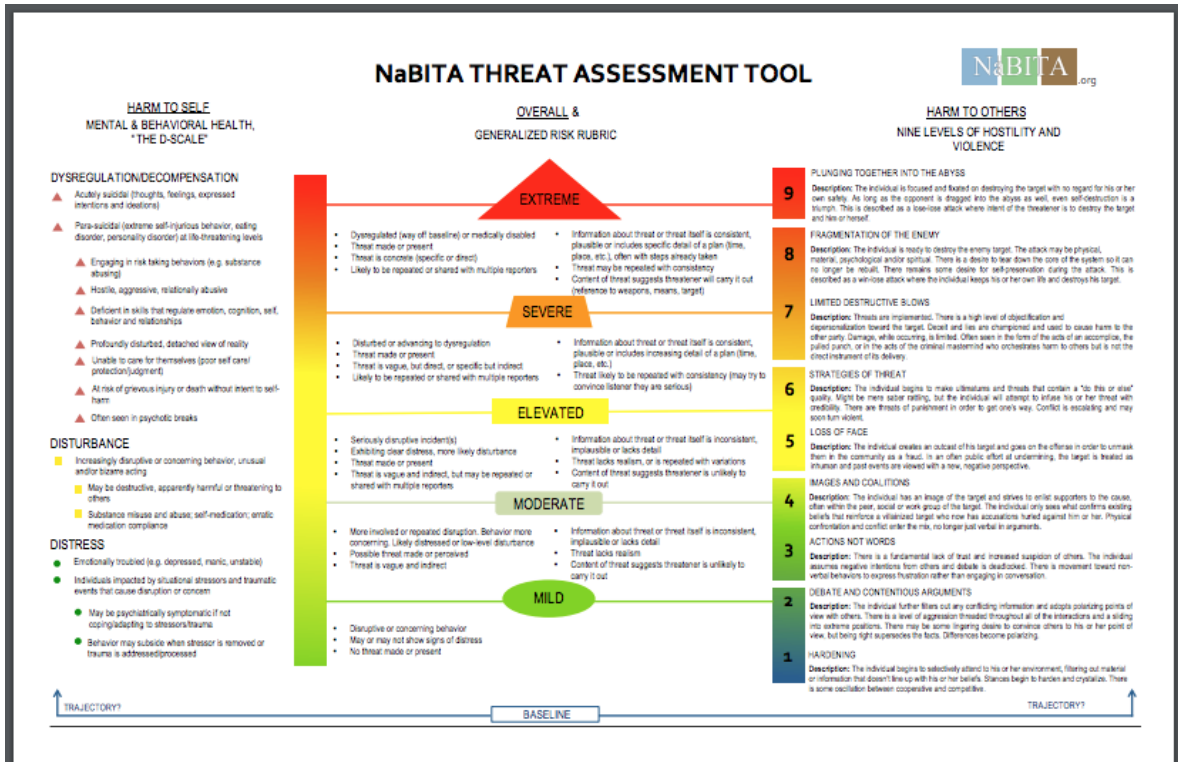 NaBITA THREAT ASSESSMENT TOOL
NaBITA
.org
HARM TO SELF
MENTAL & BEHAVIORAL HEALTH,
"THE D-SCALE"
DYSREGULATION/DECOMPENSATION
Acutely suicidal (thoughts, feelings, expressed
intentions and ideations)
Para-suicidal (extreme self-injurious behavior, eating
disorder, personality disorder) at life-threatening levels
Engaging in risk taking behaviors (e.g. substance
abusing)
Hostile, aggressive, relationally abusive
Deficient in skills that regulate emotion, cognition, self,
behavior and relationships
Profoundly disturbed, detached view of reality
Unable to care for themselves (poor self care/
protection/judgment)
At risk of grievous injury or death without intent to self-
harm
Often seen in psychotic breaks
DISTURBANCE
Increasingly disruptive or concerning behavior, unusual
and/or bizarre acting
May be destructive, apparently harmful or threatening to
others
Substance misuse and abuse; self-medication; erratic
medication compliance
DISTRESS
Emotionally troubled (e.g. depressed, manic, unstable)
Individuals impacted by situational stressors and traumatic
events that cause disruption or concern
May be psychiatrically symptomatic if not
coping/adapting to stressors/trauma
Behavior may subside when stressor is removed or
trauma is addressed/processed
TRAJECTORY?
OVERALL &
GENERALIZED RISK RUBRIC
EXTREME
• Dysregulated (way off baseline) or medically disabled
• Threat made or present
• Threat is concrete (specific or direct)
• Likely to be repeated or shared with multiple reporters
• Information about threat or threat itself is consistent,
plausible or includes specific detail of a plan (time,
place, etc.), often with steps already taken
• Threat may be repeated with consistency
• Content of threat suggests threatener will carry it out
(reference to weapons, means, target)
SEVERE
• Disturbed or advancing to dysregulation
• Threat made or present
• Threat is vague, but direct, or specific but indirect
• Likely to be repeated or shared with multiple reporters
• Information about threat or threat itself is consistent,
plausible or includes increasing detail of a plan (time,
place, etc.)
• Threat likely to be repeated with consistency (may try to
convince listener they are serious)
ELEVATED
• Seriously disruptive incident(s)
• Exhibiting clear distress, more likely disturbance
• Threat made or present
• Threat is vague and indirect, but may be repeated or
shared with multiple reporters
• Information about threat or threat itself is inconsistent,
implausible or lacks detail
• Threat lacks realism, or is repeated with variations
• Content of threat suggests threatener is unlikely to
carry it out
MODERATE
• More involved or repeated disruption. Behavior more
concerning. Likely distressed or low-level disturbance
• Possible threat made or perceived
• Threat is vague and indirect
• Information about threat or threat itself is inconsistent,
implausible or lacks detail
• Threat lacks realism
• Content of threat suggests threatener is unlikely to
carry it out
MILD
• Disruptive or concerning behavior
• May or may not show signs of distress
• No threat made or present
BASELINE
HARM TO OTHERS
NINE LEVELS OF HOSTILITY AND
VIOLENCE
9
PLUNGING TOGETHER INTO THE ABYSS
Description: The individual is focused and fixated on destroying the target with no regard for his or her
own safety. As long as the opponent is dragged into the abyss as well, even self-destruction is a
triumph. This is described as a lose-lose attack where intent of the threatener is to destroy the target
and him or herself.
8
FRAGMENTATION OF THE ENEMY
Description: The individual is ready to destroy the enemy target. The attack may be physical,
material, psychological and/or spiritual. There is a desire to tear down the core of the system so it can
no longer be rebuilt. There remains some desire for self-preservation during the attack. This is
described as a win-lose attack where the individual keeps his or her own life and destroys his target.
7
LIMITED DESTRUCTIVE BLOWS
Description: Threats are implemented. There is a high level of objectification and
depersonalization toward the target. Deceit and lies are championed and used to cause harm to the
other party. Damage, while occurring, is limited. Often seen in the form of the acts of an accomplice, the
pulled punch, or in the acts of the criminal mastermind who orchestrates harm to others but is not the
direct instrument of its delivery.
6
STRATEGIES OF THREAT
Description: The individual begins to make ultimatums and threats that contain a "do this or else"
quality. Might be mere saber rattling, but the individual will attempt to infuse his or her threat with
credibility. There are threats of punishment in order to get one's way. Conflict is escalating and may
soon turn violent.
5
LOSS OF FACE
Description: The individual creates an outcast of his target and goes on the offense in order to unmask
them in the community as a fraud. In an often public effort at undermining, the target is treated as
inhuman and past events are viewed with a new, negative perspective.
4
IMAGES AND COALITIONS
Description: The individual has an image of the target and strives to enlist supporters to the cause,
often within the peer, social or work group of the target. The individual only sees what confirms existing
beliefs that reinforce a villainized target who now has accusations hurled against him or her. Physical
confrontation and conflict enter the mix, no longer just verbal in arguments.
3
ACTIONS NOT WORDS
Description: There is a fundamental lack of trust and increased suspicion of others. The individual
assumes negative intentions from others and debate is deadlocked. There is movement toward non-
verbal behaviors to express frustration rather than engaging in conversation.
2
DEBATE AND CONTENTIOUS ARGUMENTS
Description: The individual further filters out any conflicting information and adopts polarizing points of
view. There is a level of aggression threaded throughout all of the interactions and a sliding
into extreme positions. There may be some lingering desire to convince others to his or her point of
view, but being right supersedes the facts. Differences become polarizing.
1
HARDENING
Description: The individual begins to selectively attend to his or her environment, filtering out material
or information that doesn't line up with his or her beliefs. Stances begin to harden and crystalize. There
is some oscillation between cooperative and competitive.
TRAJECTORY?